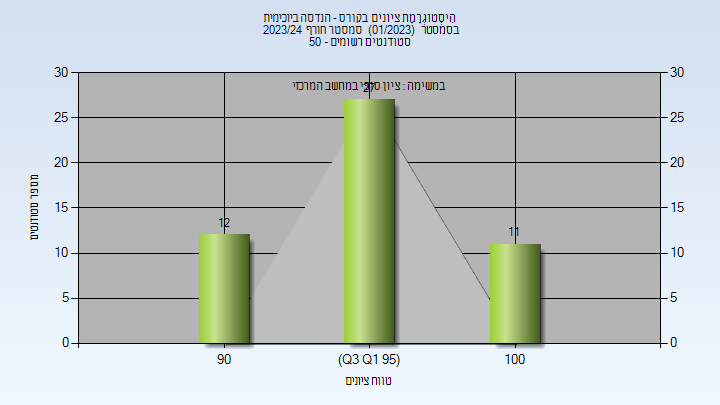 היסטוגרמת ציונים בקורס - הנדסה ביוכימית
בסמסטר (01/2023) סמסטר חורף 2023/24
סטודנטים רשומים - 50
במשימה : ציון סופי במחשב המרכזי
30 30
25 25
20 20
15 15
10 10
5 5
0 0
27
12
11
מספר סטודנטים
90 (Q3 Q1 95) 100
טווח ציונים